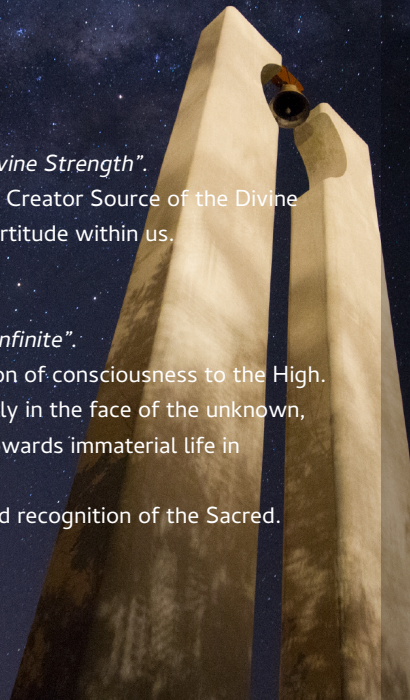 vine Strength”.
Creator Source of the Divine
rtitude within us.
nfinite”.
on of consciousness to the High.
ly in the face of the unknown,
wards immaterial life in
d recognition of the Sacred.